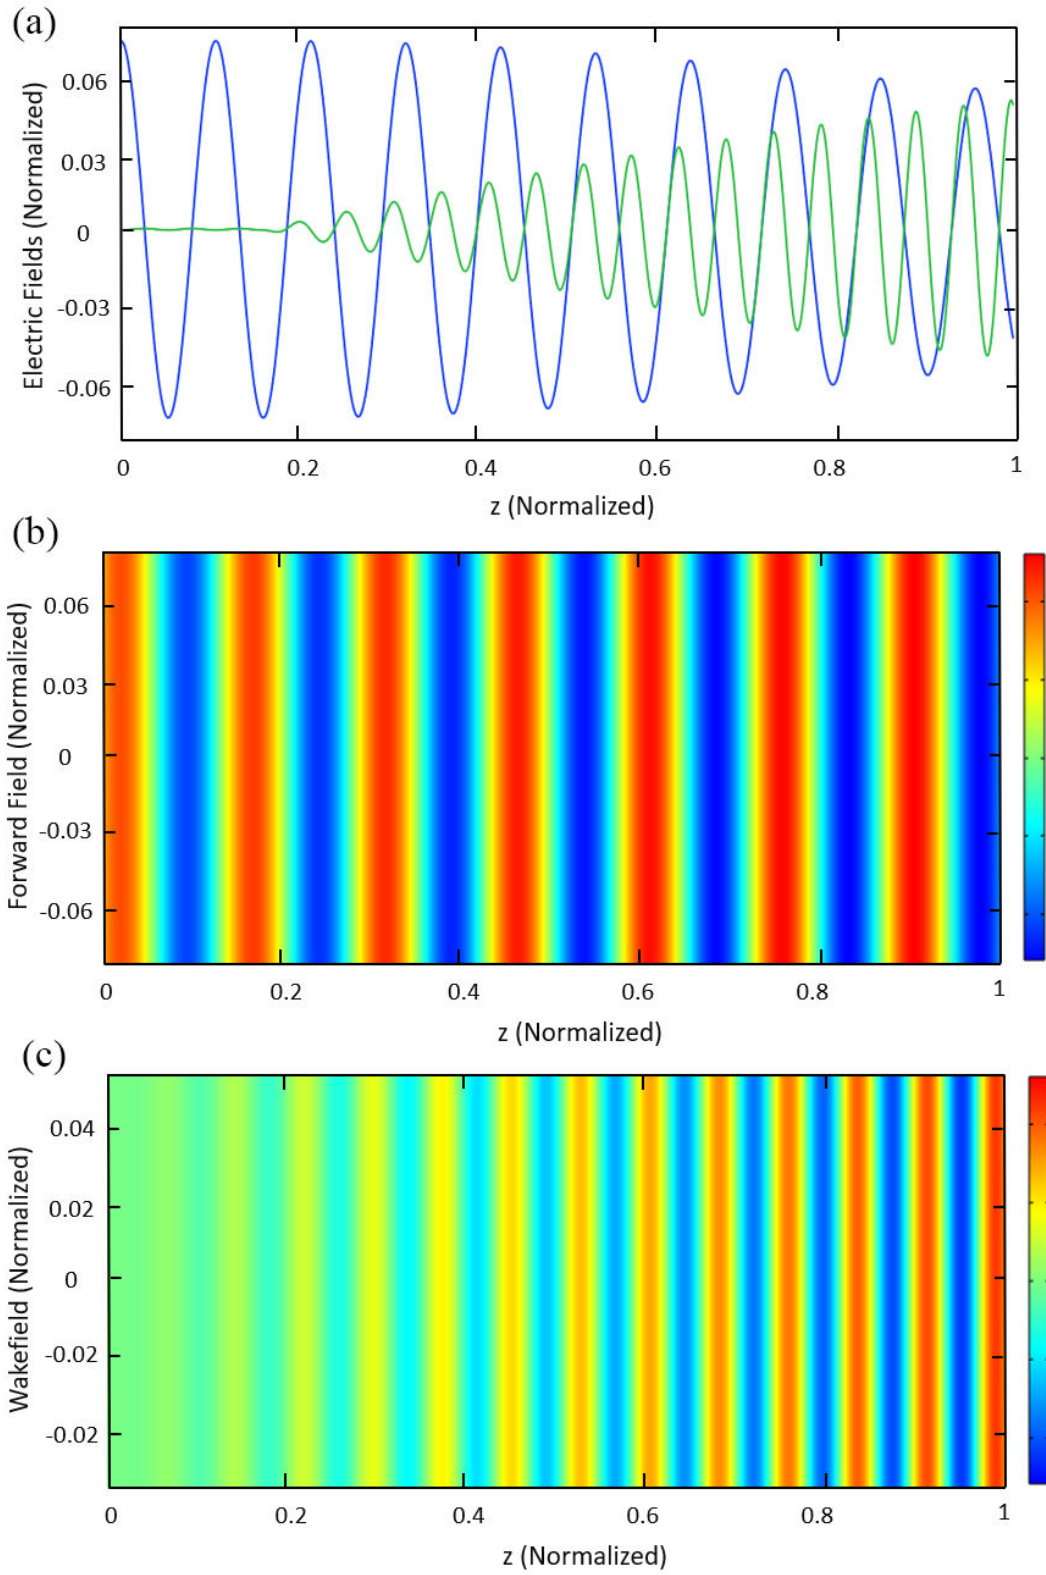 (a)
Electric Fields (Normalized)
0.06
0.03
0
-0.03
-0.06
0 0.2 0.4 0.6 0.8 1
z (Normalized)
(b)
Forward Field (Normalized)
0.06
0.03
0
-0.03
-0.06
0 0.2 0.4 0.6 0.8 1
z (Normalized)
(c)
Wakefield (Normalized)
0.04
0.02
0
-0.02
-0.02
0 0.2 0.4 0.6 0.8 1
z (Normalized)